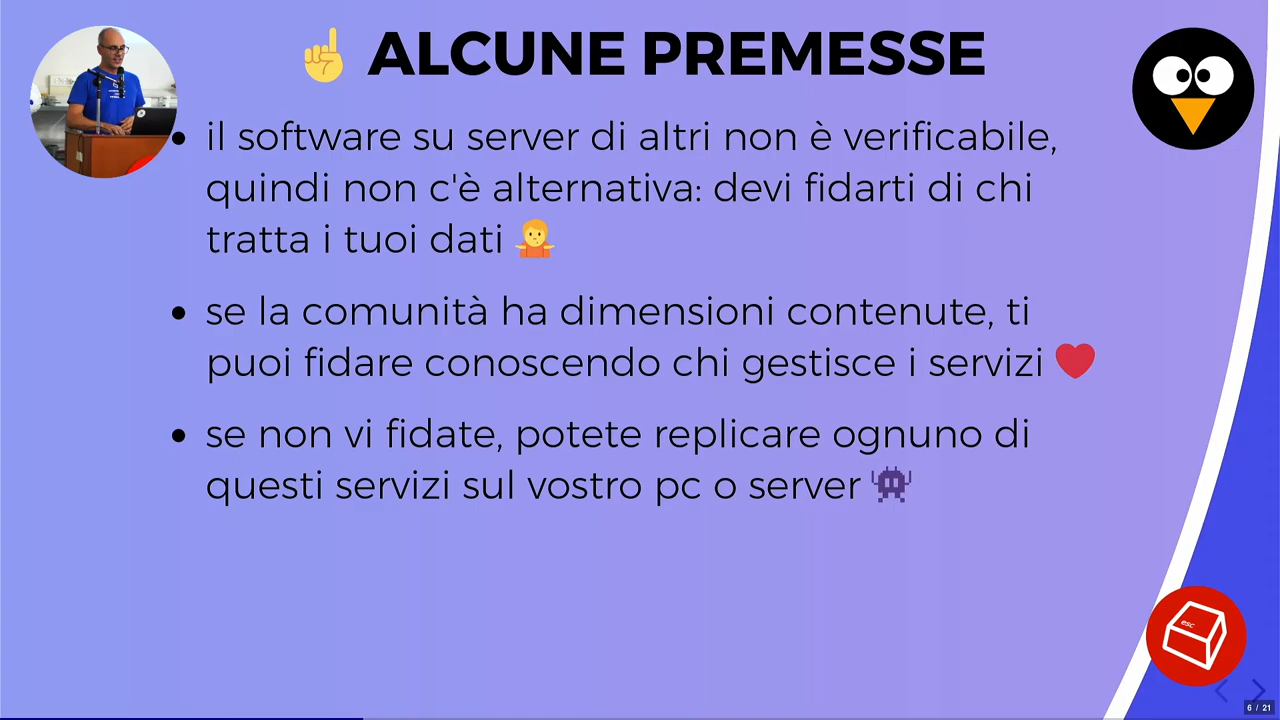 ☝ ALCUNE PREMESSE
• il software su server di altri non è verificabile,
quindi non c'è alternativa: devi fidarti di chi
tratta i tuoi dati 🤷
• se la comunità ha dimensioni contenute, ti
puoi fidare conoscendo chi gestisce i servizi ❤
• se non vi fidate, potete replicare ognuno di
questi servizi sul vostro pc o server 👾
esc
6 / 21